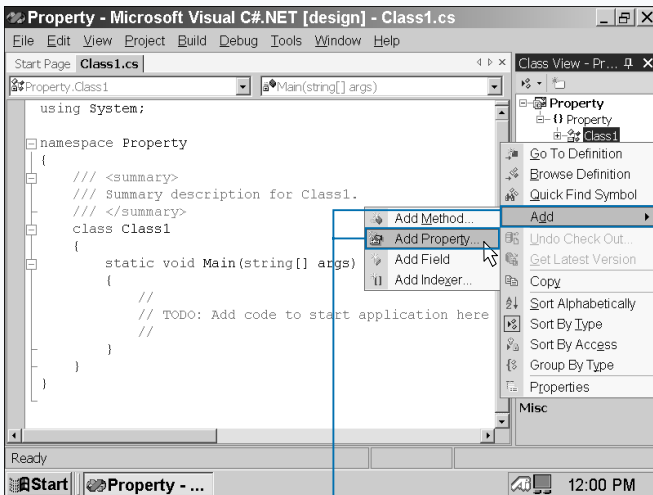 Property - Microsoft Visual C#.NET [design] - Class1.cs
File Edit View Project Build Debug Tools Window Help
Start Page Class1.cs
Class View - Pr...
Property.Class1
Main(string[] args)
using System;
namespace Property
{
/// <summary>
/// Summary description for Class1.
/// </summary>
class Class1
{
static void Main(string[] args)
{
//
// TODO: Add code to start application here
//
}
}
}
Property
{} Property
Class1
Go To Definition
Browse Definition
Quick Find Symbol
Add
Undo Check Out...
Get Latest Version
Copy
Sort Alphabetically
Sort By Type
Sort By Access
Group By Type
Properties
Add Method...
Add Property...
Add Field
Add Indexer...
Misc
Ready
Start
Property - ...
12:00 PM